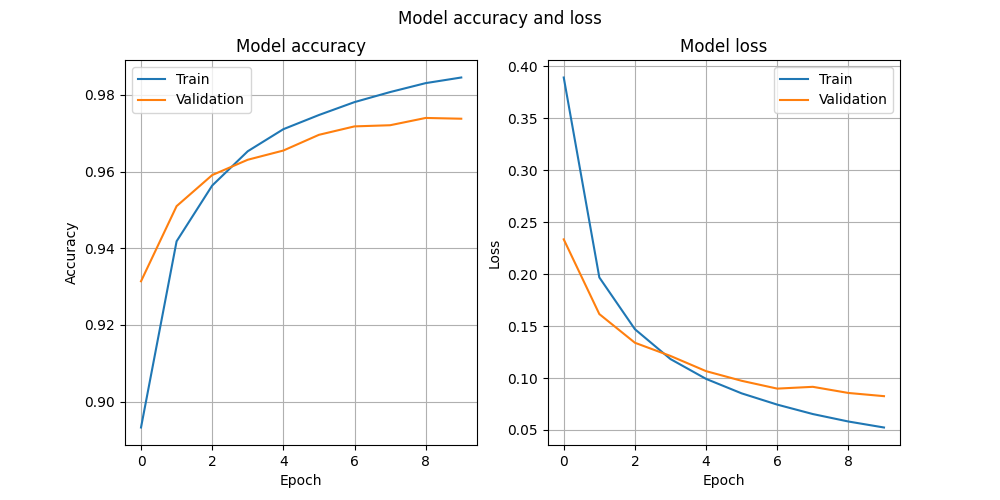 Model accuracy and loss
Model accuracy
Train
Validation
0.98
0.96
0.94
0.92
0.90
Accuracy
0 2 4 6 8
Epoch
Model loss
Train
Validation
0.40
0.35
0.30
0.25
0.20
0.15
0.10
0.05
Loss
0 2 4 6 8
Epoch